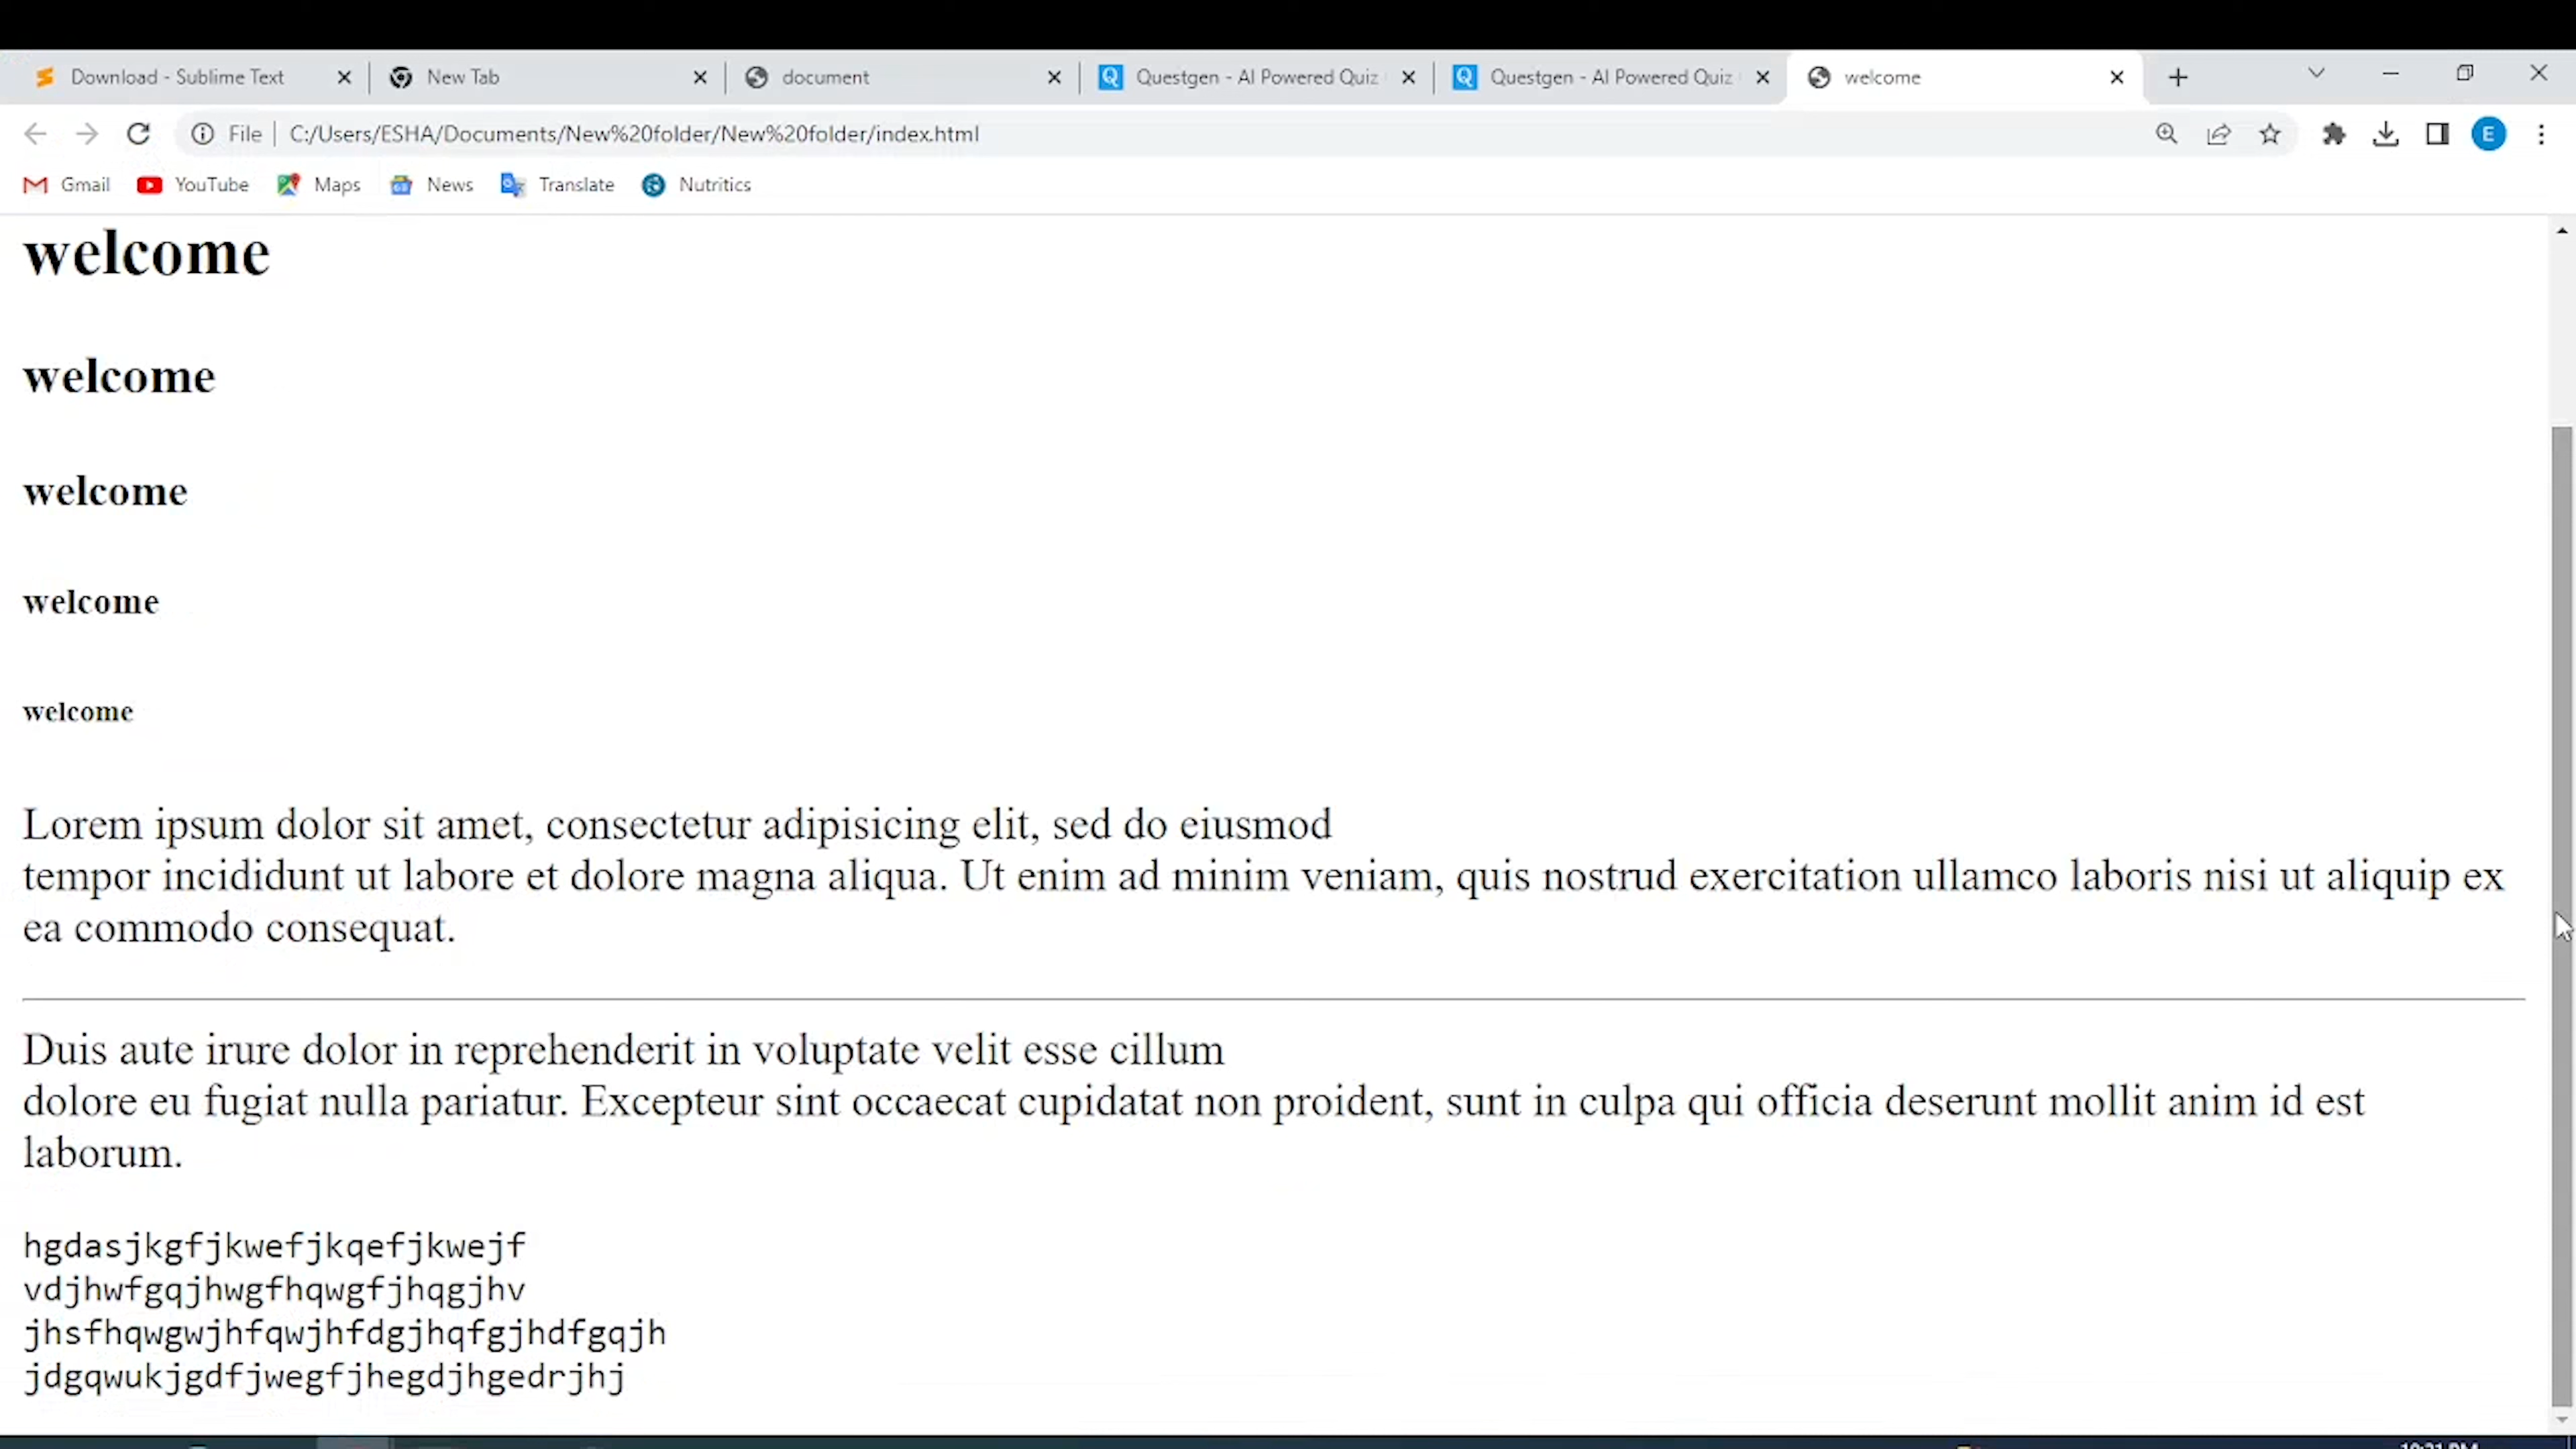 Download - Sublime Text
New Tab
document
Questgen - AI Powered Quiz
Questgen - AI Powered Quiz
welcome
File
C:/Users/ESHA/Documents/New%20folder/New%20folder/index.html
E
Gmail
YouTube
Maps
News
Translate
Nutritics
welcome
welcome
welcome
welcome
welcome
Lorem ipsum dolor sit amet, consectetur adipisicing elit, sed do eiusmod
tempor incididunt ut labore et dolore magna aliqua. Ut enim ad minim veniam, quis nostrud exercitation ullamco laboris nisi ut aliquip ex
ea commodo consequat.
Duis aute irure dolor in reprehenderit in voluptate velit esse cillum
dolore eu fugiat nulla pariatur. Excepteur sint occaecat cupidatat non proident, sunt in culpa qui officia deserunt mollit anim id est
laborum.
hgdasjkgfjkwefjkqefjkwejf
vdjhwfgqjhwgfhqwgfjhqgjhv
jhsfhqwgwjhfqwjhfdgjhqfgjhdfgqjh
jdgqwukjgdfjwegfjhegdjhgedrjhj